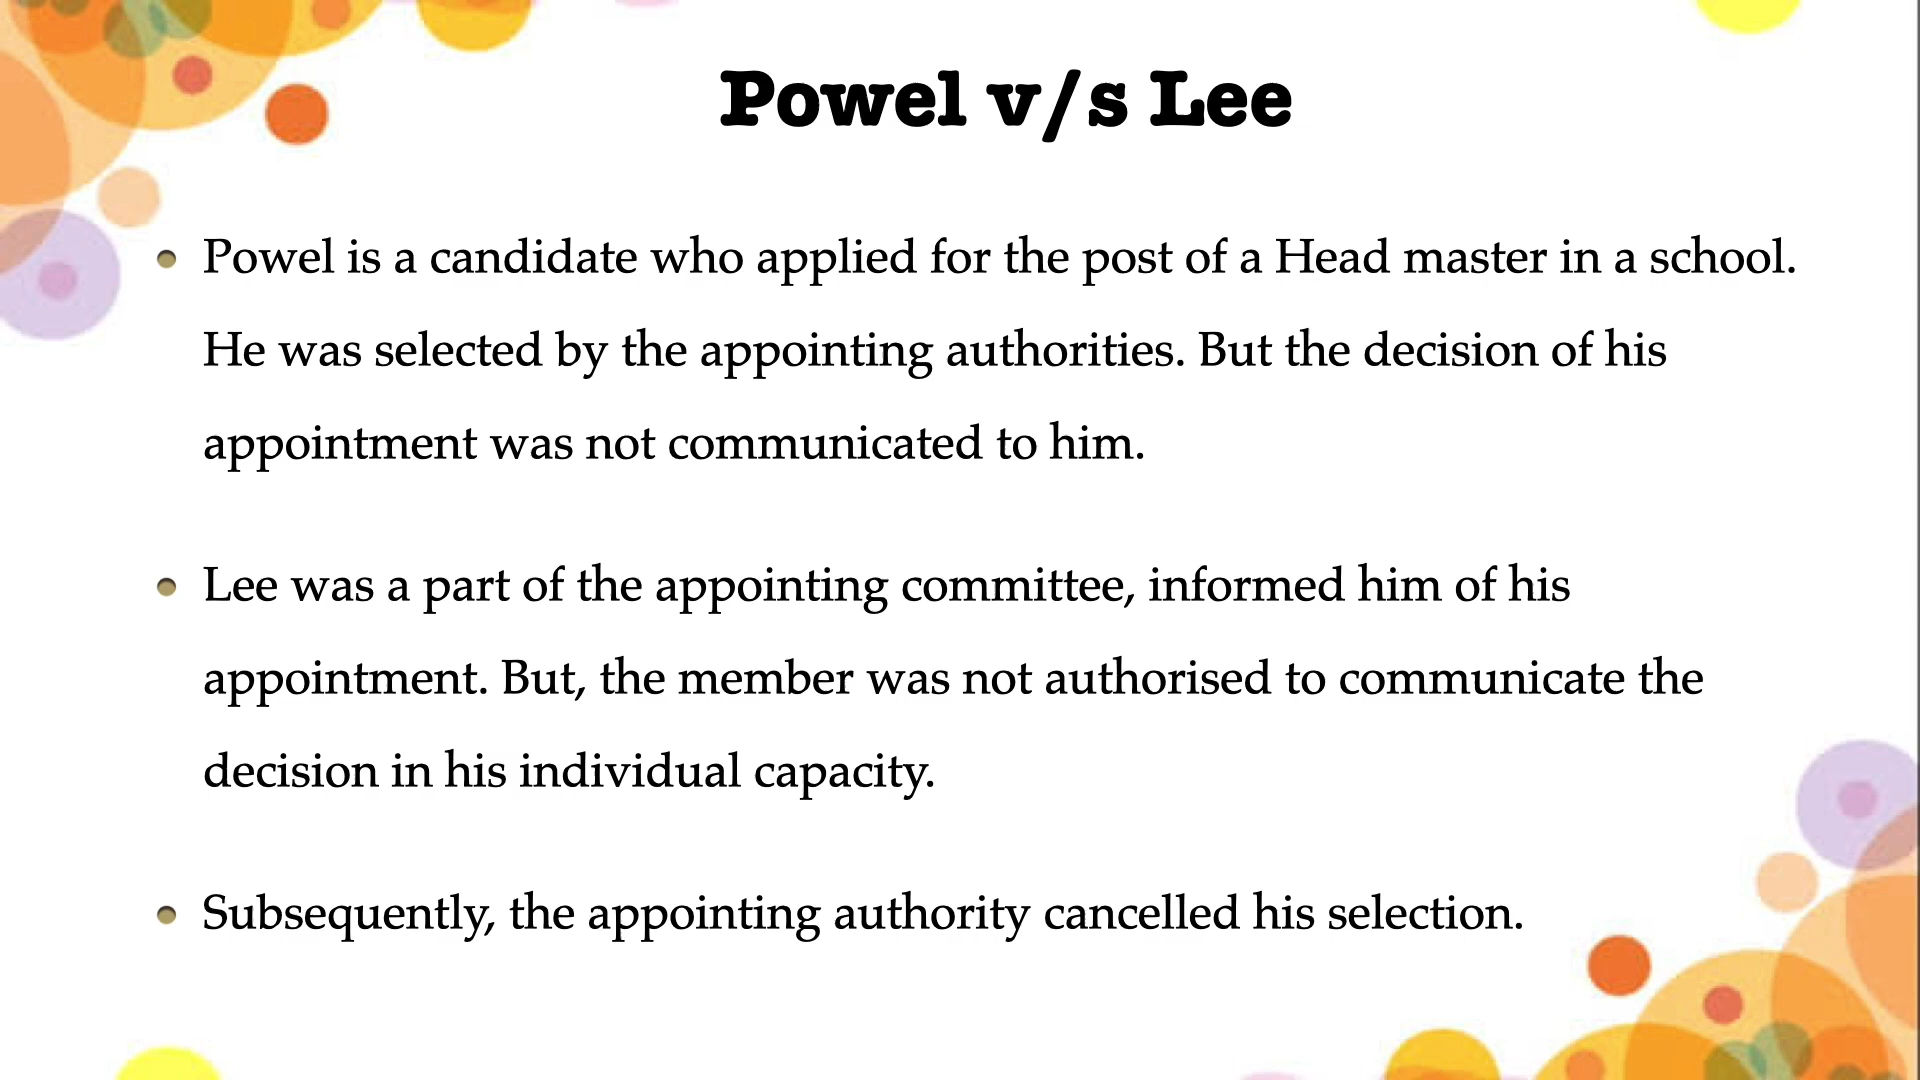 Powel v/s Lee
• Powel is a candidate who applied for the post of a Head master in a school.
He was selected by the appointing authorities. But the decision of his
appointment was not communicated to him.
• Lee was a part of the appointing committee, informed him of his
appointment. But, the member was not authorised to communicate the
decision in his individual capacity.
• Subsequently, the appointing authority cancelled his selection.